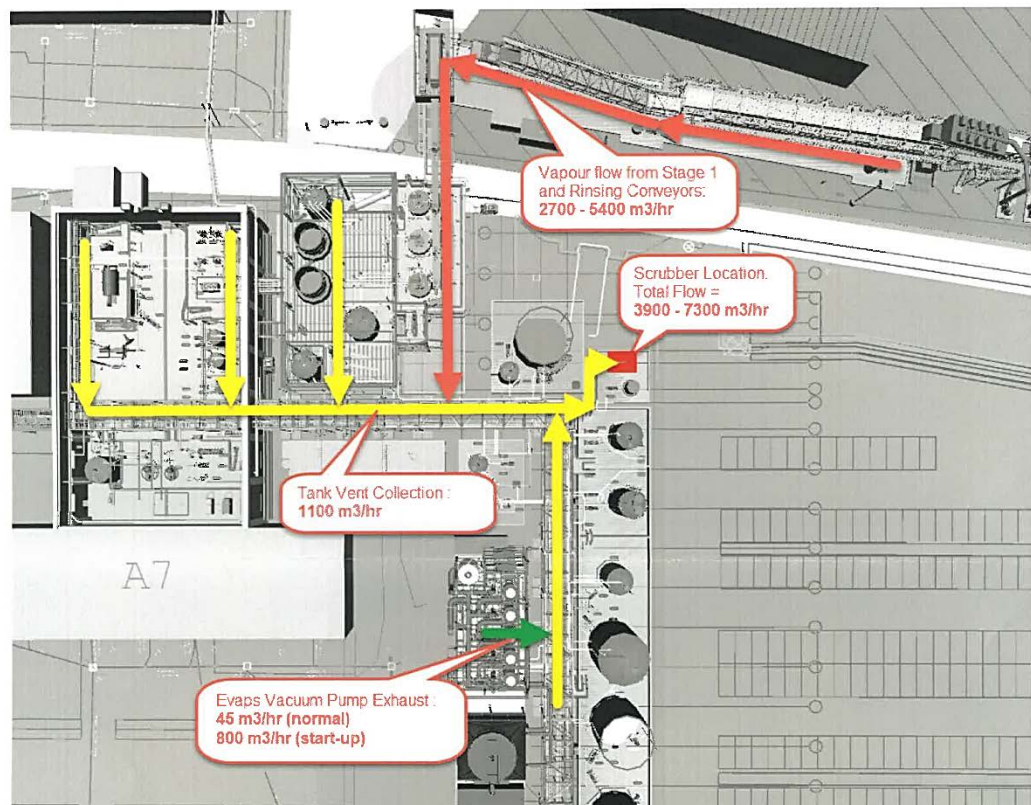 Vapour flow from Stage 1
and Rinsing Conveyors:
2700 - 5400 m3/hr
Scrubber Location.
Total Flow =
3900 - 7300 m3/hr
Tank Vent Collection :
1100 m3/hr
A7
Evaps Vacuum Pump Exhaust :
45 m3/hr (normal)
800 m3/hr (start-up)